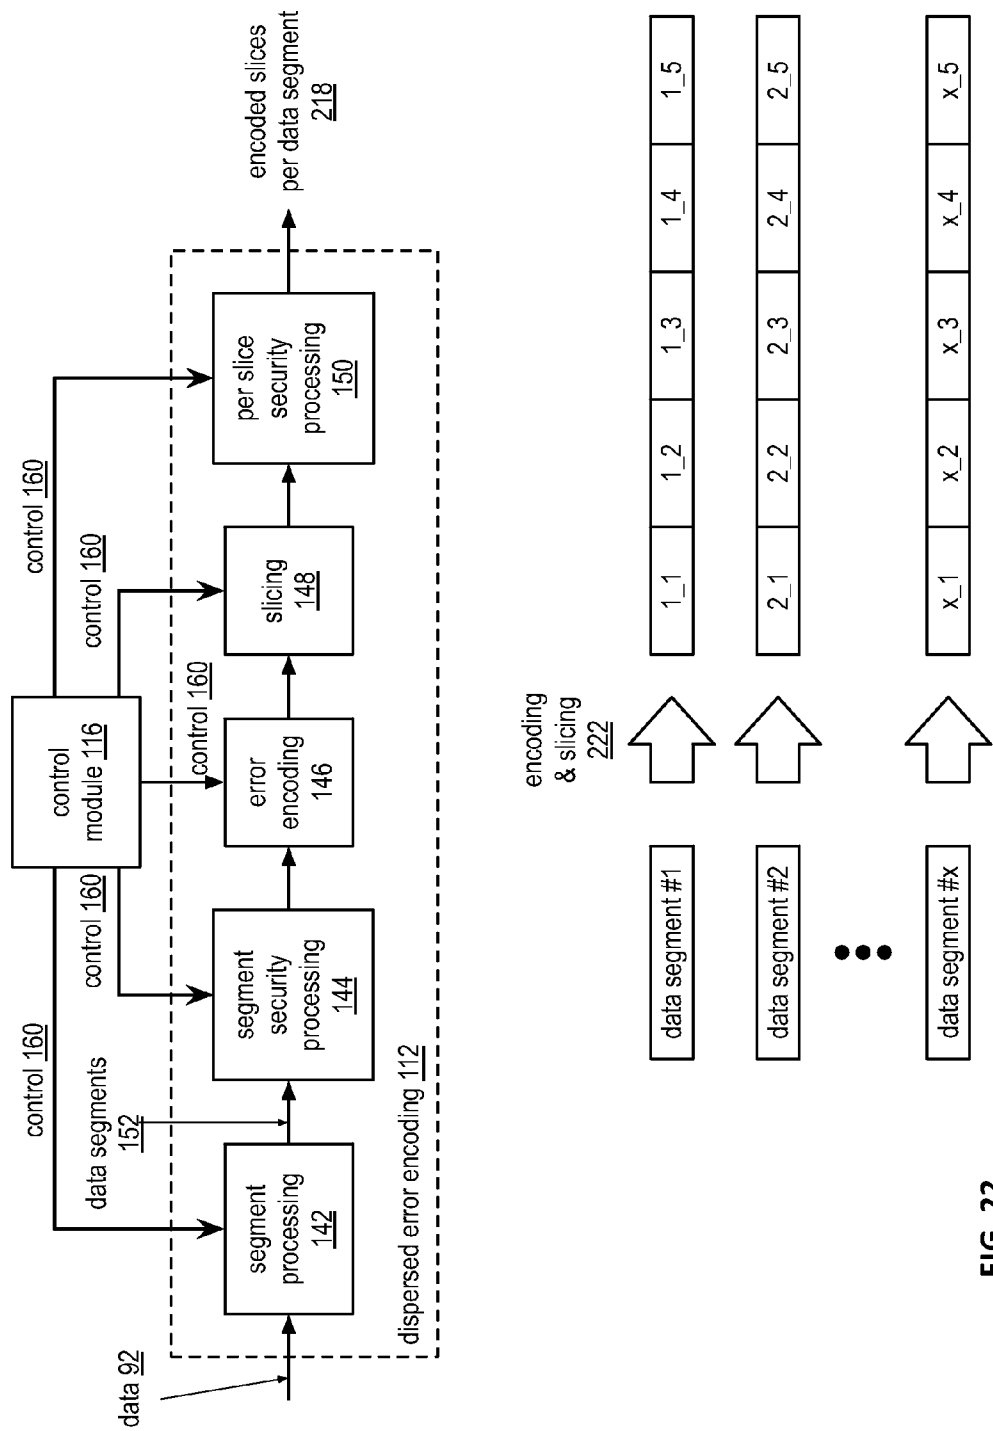 control
module 116
control 160
control 160
control 160
control 160
control 160
data segments
152
data 92
segment
processing
142
segment
security
processing
144
error
encoding
146
slicing
148
per slice
security
processing
150
encoded slices
per data segment
218
dispersed error encoding 112
encoding
& slicing
222
data segment #1
1_1 1_2 1_3 1_4 1_5
data segment #2
2_1 2_2 2_3 2_4 2_5
data segment #x
x_1 x_2 x_3 x_4 x_5
FIG. 22